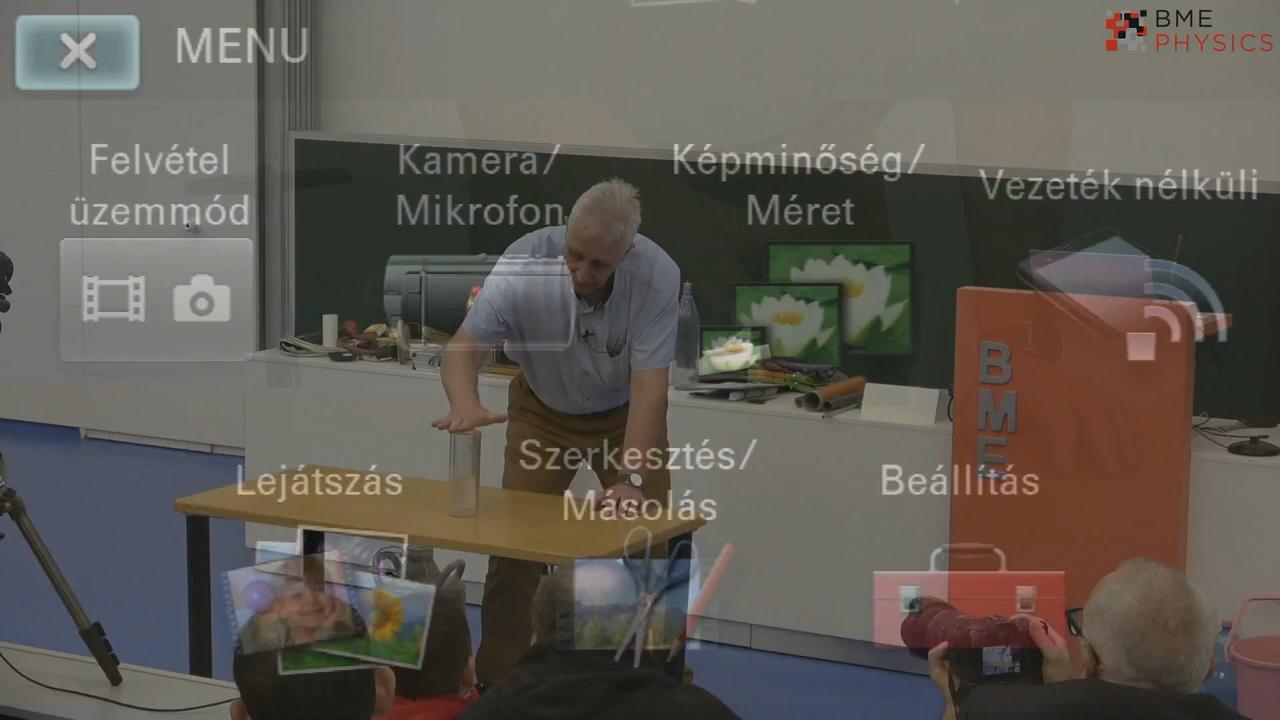 MENU
BME
PHYSICS
Felvétel
üzemmód
Kamera/
Mikrofon
Képminőség/
Méret
Vezeték nélküli
BME
Lejátszás
Szerkesztés/
Másolás
Beállítás